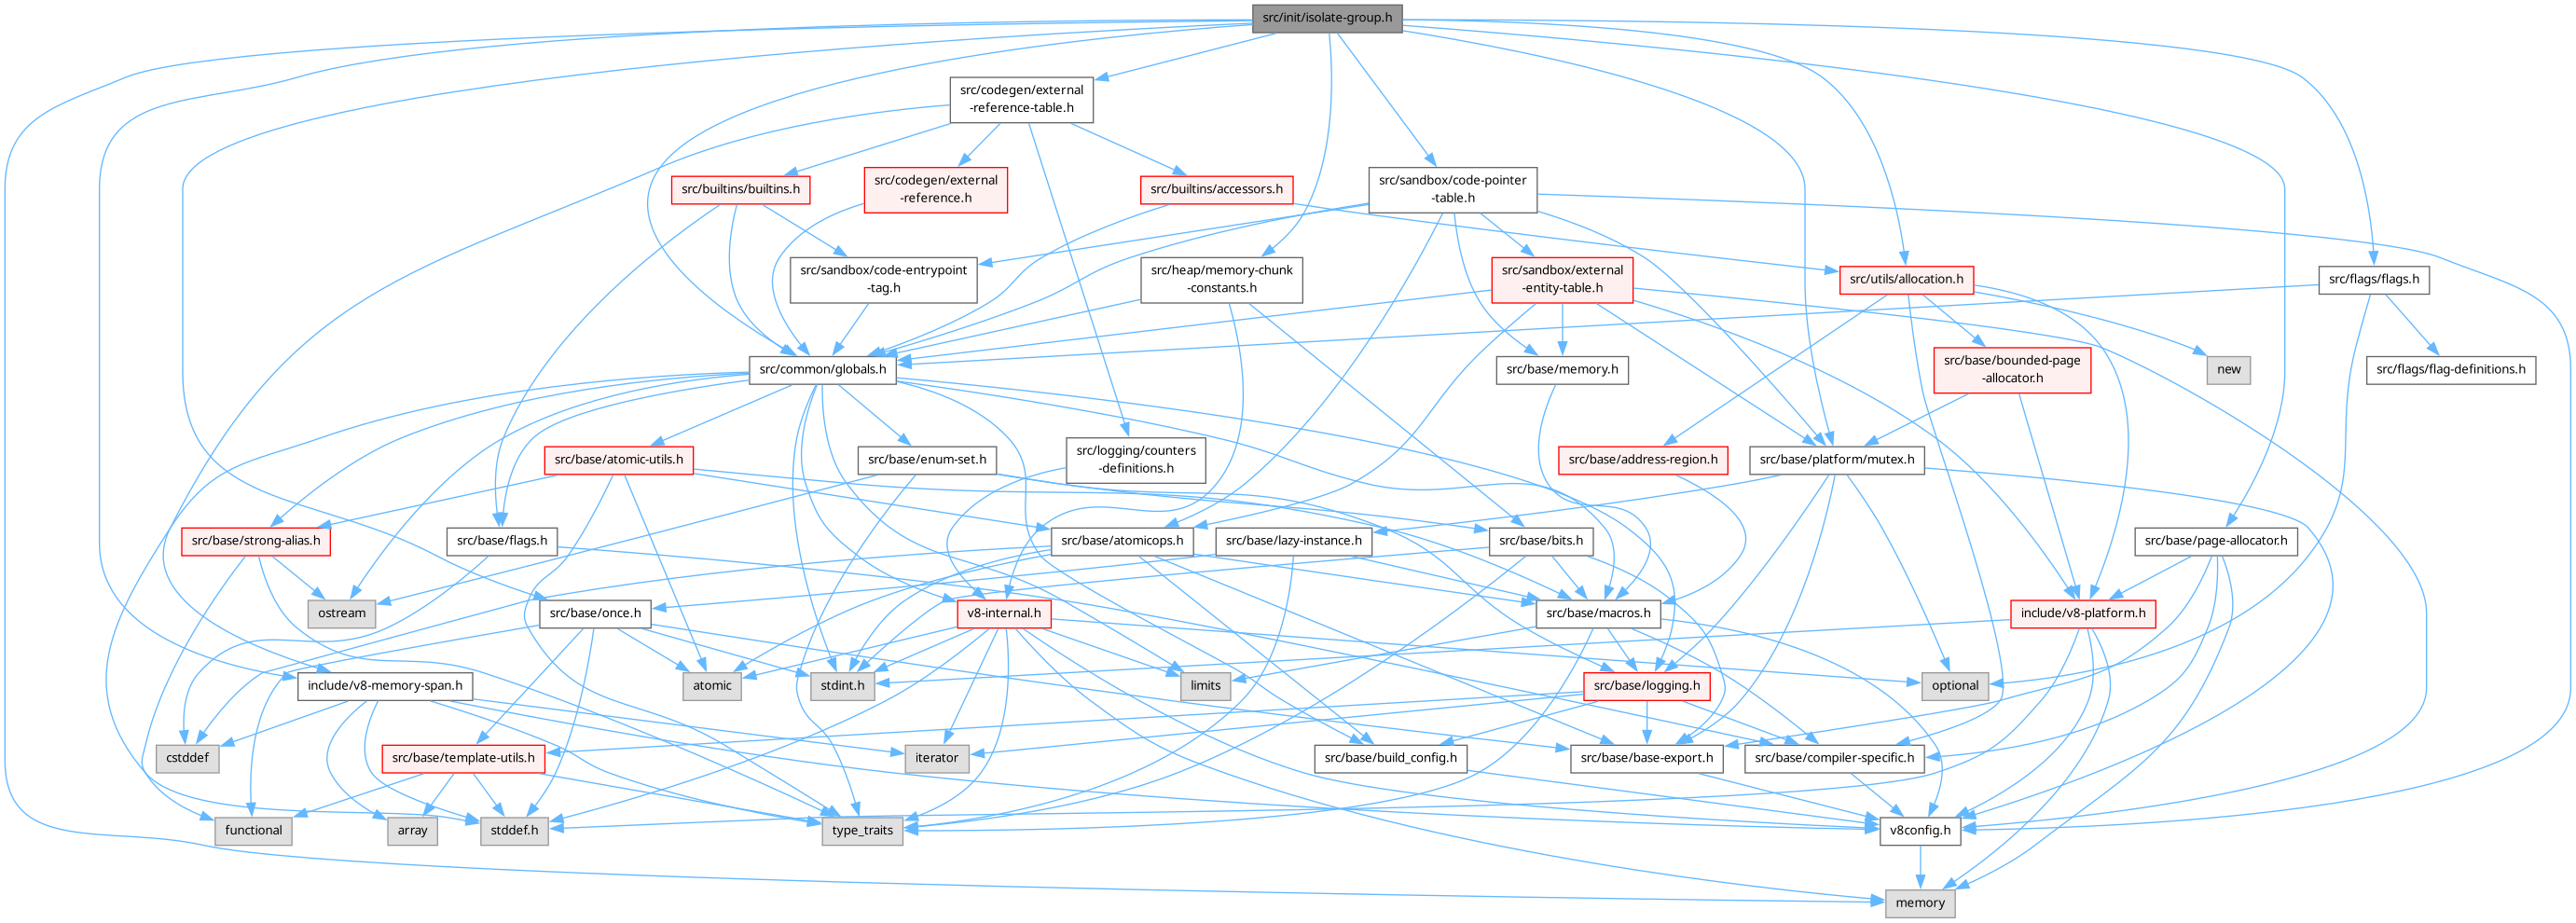 src/init/isolate-group.h
src/codegen/external
-reference-table.h
src/builtins/builtins.h
src/codegen/external
-reference.h
src/builtins/accessors.h
src/sandbox/code-pointer
-table.h
src/sandbox/code-entrypoint
-tag.h
src/heap/memory-chunk
-constants.h
src/sandbox/external
-entity-table.h
src/utils/allocation.h
src/flags/flags.h
src/common/globals.h
src/base/memory.h
src/base/bounded-page
-allocator.h
new
src/flags/flag-definitions.h
src/base/atomic-utils.h
src/base/enum-set.h
src/logging/counters
-definitions.h
src/base/address-region.h
src/base/platform/mutex.h
src/base/strong-alias.h
src/base/flags.h
src/base/atomicops.h
src/base/lazy-instance.h
src/base/bits.h
src/base/page-allocator.h
ostream
src/base/once.h
v8-internal.h
src/base/macros.h
include/v8-platform.h
include/v8-memory-span.h
atomic
stdint.h
limits
src/base/logging.h
optional
cstddef
src/base/template-utils.h
iterator
src/base/build_config.h
src/base/base-export.h
src/base/compiler-specific.h
functional
array
stddef.h
type_traits
v8config.h
memory